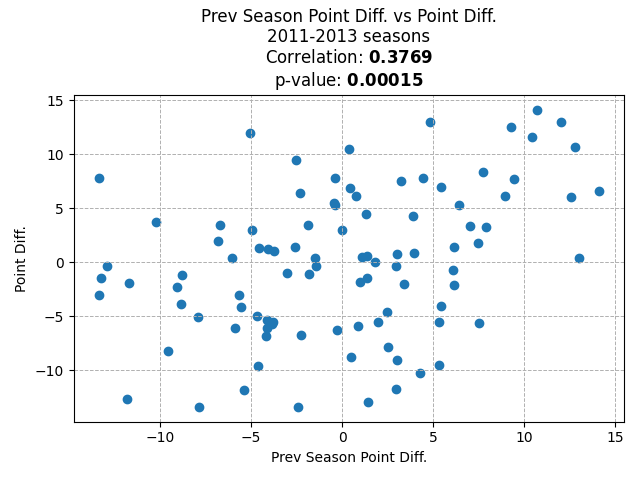 Prev Season Point Diff. vs Point Diff.
2011-2013 seasons
Correlation: 0.3769
p-value: 0.00015
15
10
5
0
−5
−10
Point Diff.
−10 −5 0 5 10 15
Prev Season Point Diff.